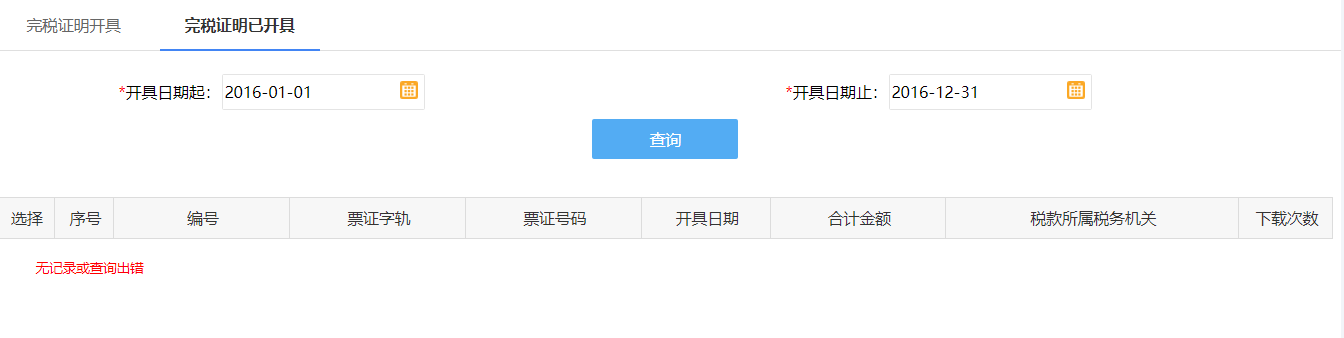 完税证明开具 完税证明已开具
*开具日期起： 2016-01-01 *开具日期止： 2016-12-31
查询
选择 序号 编号 票证字轨 票证号码 开具日期 合计金额 税款所属税务机关 下载次数
无记录或查询出错